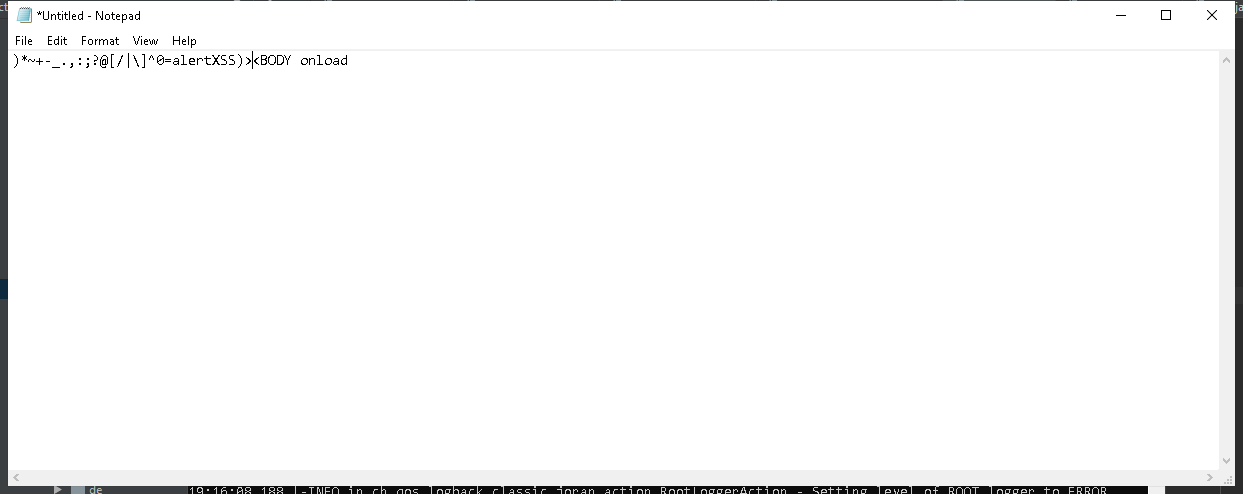 *Untitled - Notepad
File Edit Format View Help
)*~+-_.,:;?@[/|\]^0=alertXSS)><BODY onload
de
19:16:08,188 |-INFO in ch.qos.logback.classic.joran.action.RootLoggerAction - Setting level of ROOT logger to ERROR